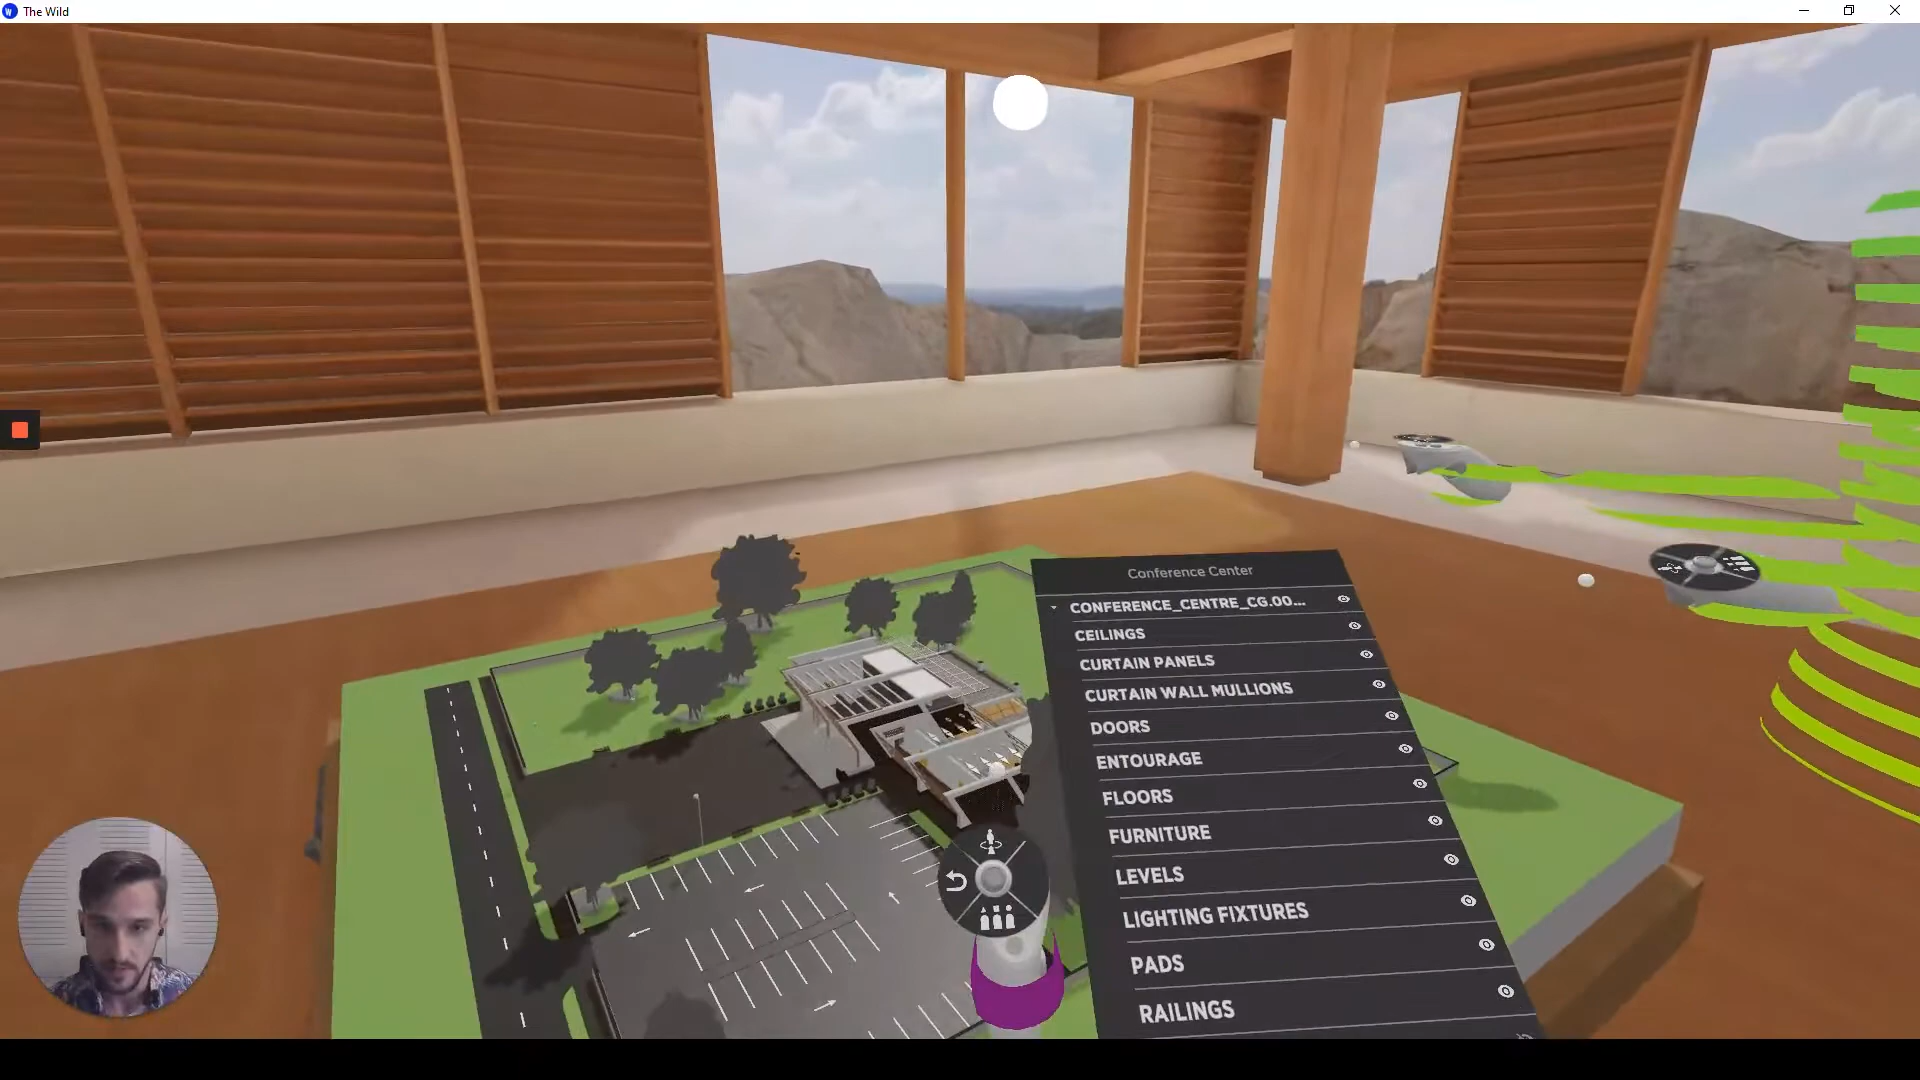 The Wild
Conference Center
CONFERENCE_CENTRE_CG.00...
CEILINGS
CURTAIN PANELS
CURTAIN WALL MULLIONS
DOORS
ENTOURAGE
FLOORS
FURNITURE
LEVELS
LIGHTING FIXTURES
PADS
RAILINGS